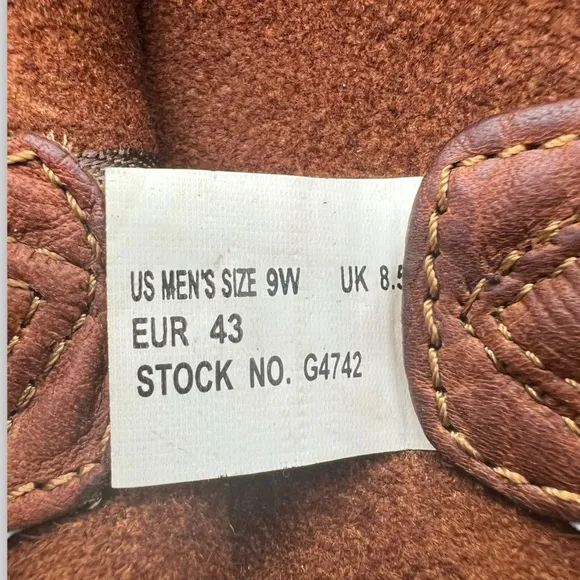 US MEN'S SIZE 9W UK 8.5
EUR 43
STOCK NO. G4742